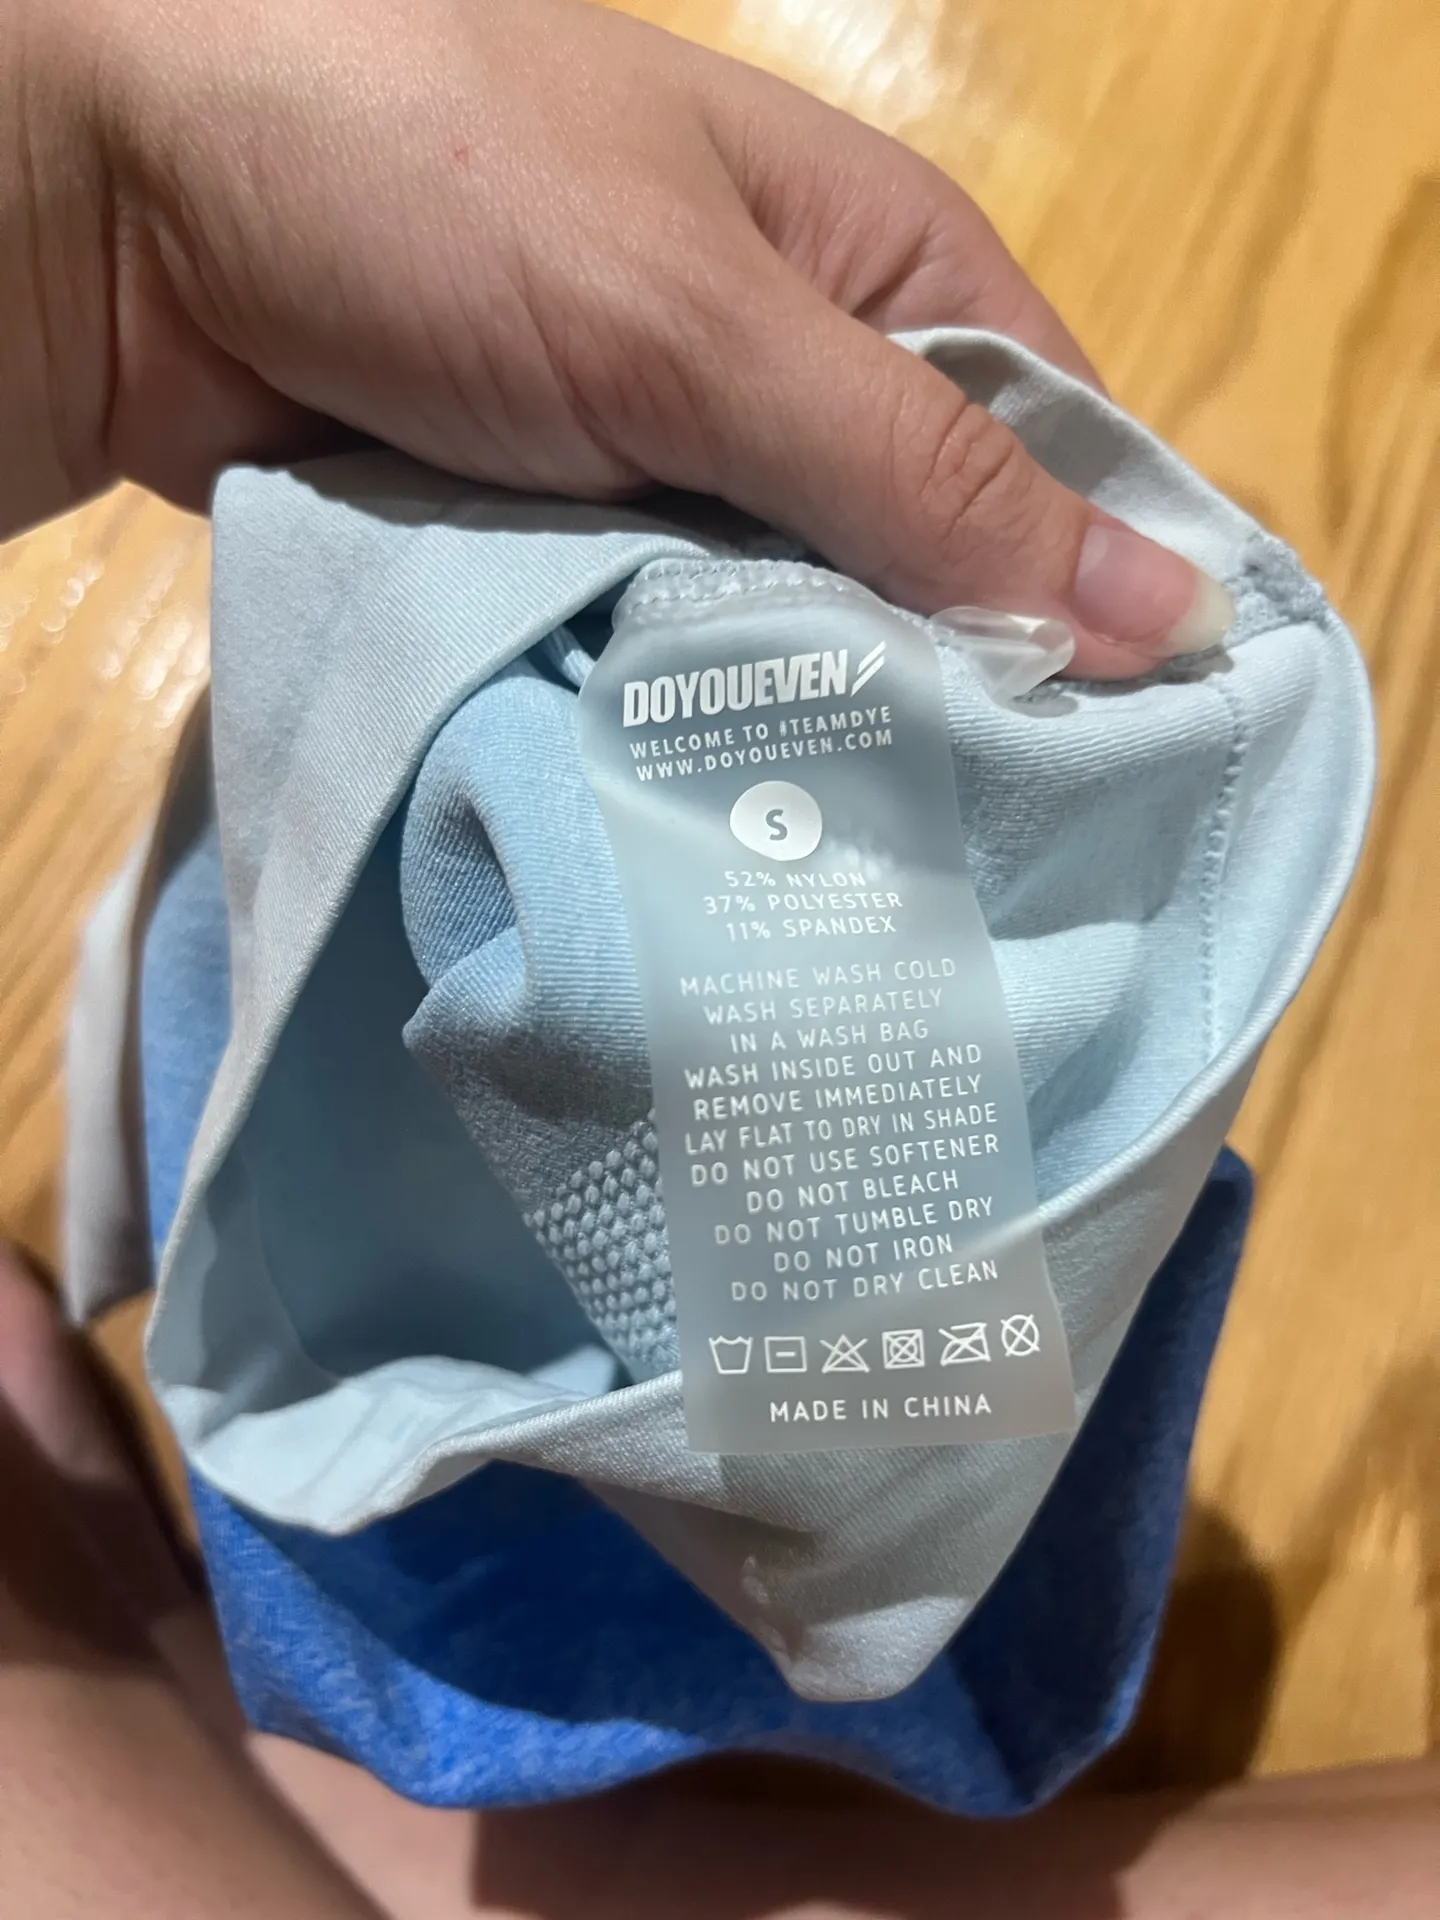 DOYOUEVEN
WELCOME TO #TEAMDYE
WWW.DOYOUEVEN.COM
S
52% NYLON
37% POLYESTER
11% SPANDEX
MACHINE WASH COLD
WASH SEPARATELY
IN A WASH BAG
WASH INSIDE OUT AND
REMOVE IMMEDIATELY
LAY FLAT TO DRY IN SHADE
DO NOT USE SOFTENER
DO NOT BLEACH
DO NOT TUMBLE DRY
DO NOT IRON
DO NOT DRY CLEAN
MADE IN CHINA